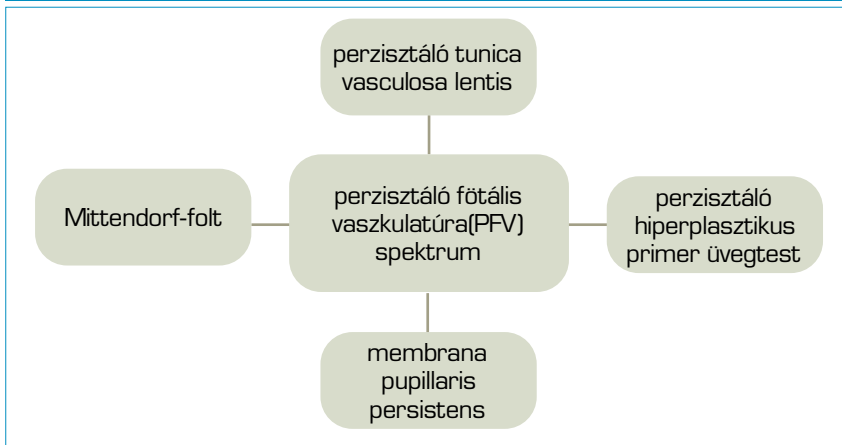 perzisztáló tunica
vasculosa lentis
Mittendorf-folt
perzisztáló fötális
vaszkulatúra(PFV)
spektrum
perzisztáló
hiperplasztikus
primer üvegtest
membrana
pupillaris
persistens